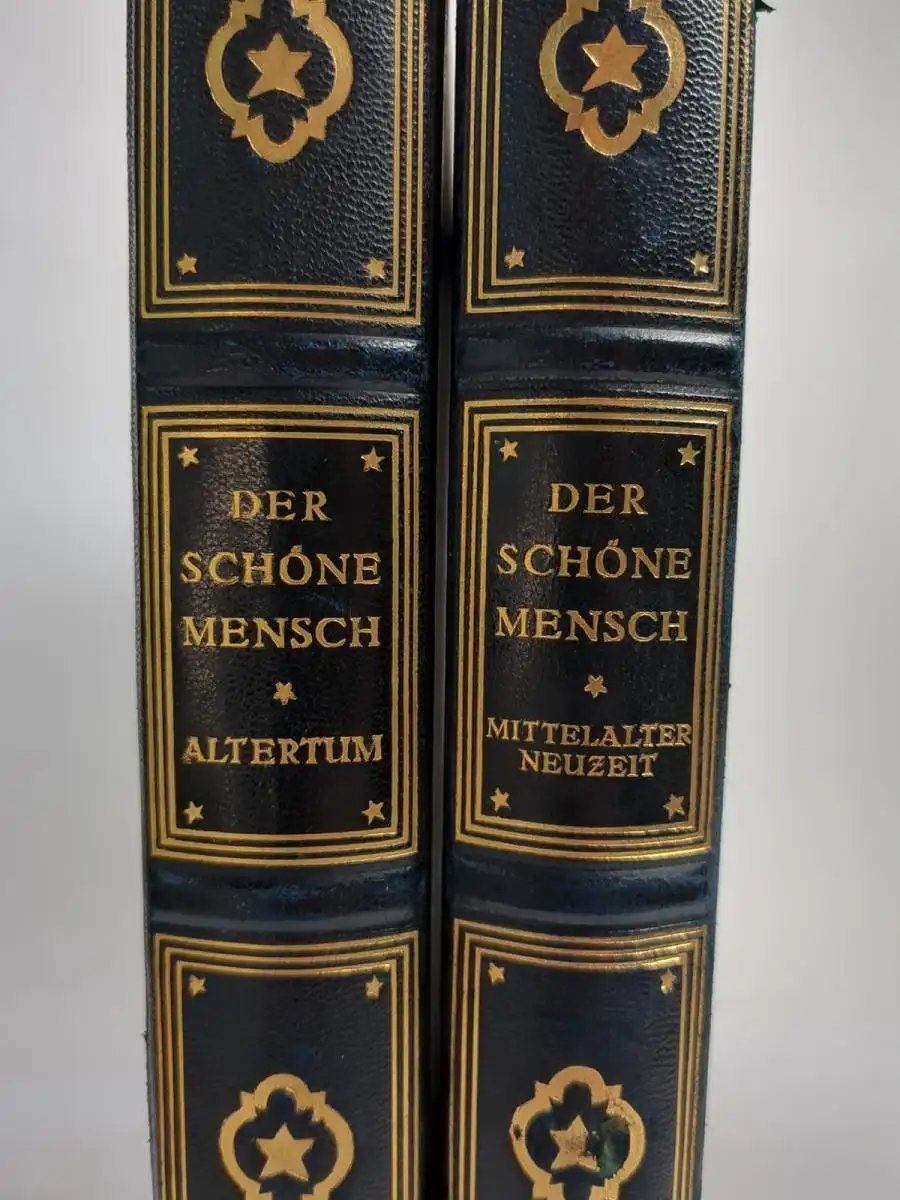 DER
SCHÖNE
MENSCH
ALTERTUM
DER
SCHÖNE
MENSCH
MITTELALTER
NEUZEIT